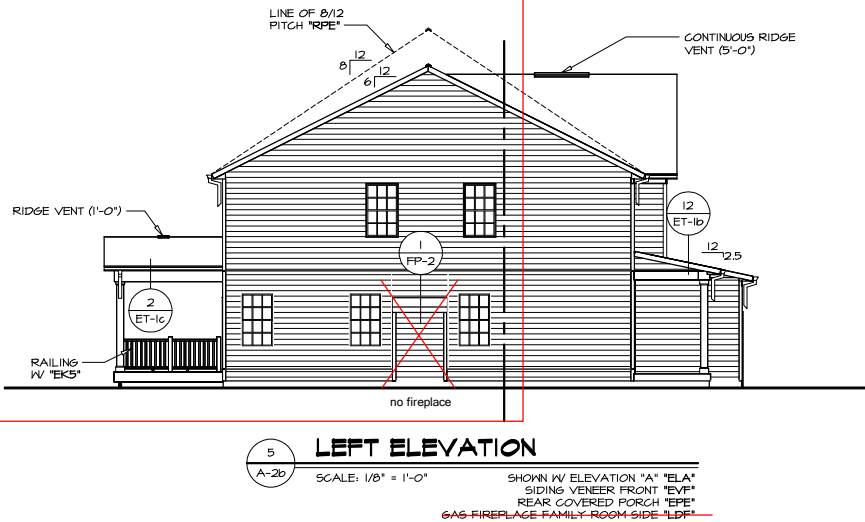 LINE OF 8/12
PITCH "RPE"
12
8
12
6
CONTINUOUS RIDGE
VENT (5'-0")
RIDGE VENT (1'-0")
12
ET-1b
12
2.5
1
FP-2
2
ET-1c
RAILING
W/ "EK5"
no fireplace
5
A-2b
LEFT ELEVATION
SCALE: 1/8" = 1'-0"
SHOWN W/ ELEVATION "A" "ELA"
SIDING VENEER FRONT "EVF"
REAR COVERED PORCH "EPE"
GAS FIREPLACE FAMILY ROOM SIDE "LDF"